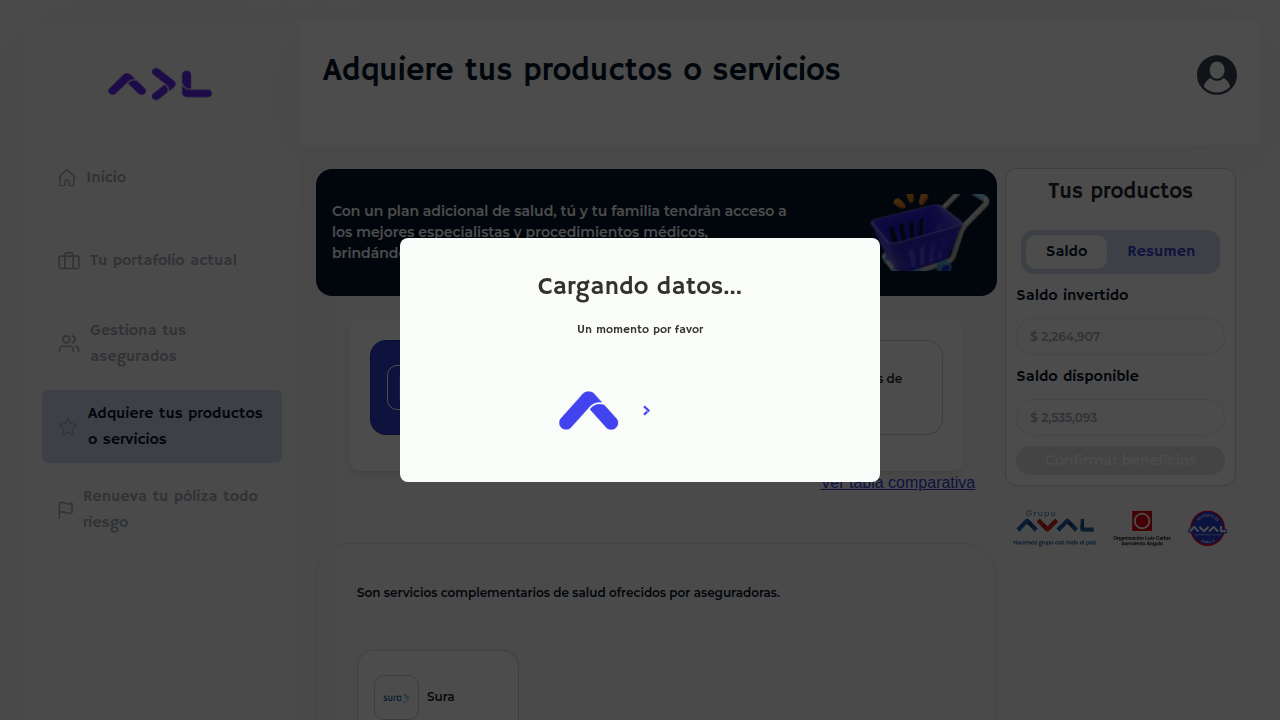 Adquiere tus productos o servicios
Inicio
Tu portafolio actual
Gestiona tus
asegurados
Adquiere tus productos
o servicios
Renueva tu póliza todo
riesgo
Con un plan adicional de salud, tú y tu familia tendrán acceso a
los mejores especialistas y procedimientos médicos,
Cargando datos...
Un momento por favor
de
Ver tabla comparativa
Son servicios complementarios de salud ofrecidos por aseguradoras.
sura
Sura
Tus productos
Saldo
Resumen
Saldo invertido
$ 2,264,907
Saldo disponible
$ 2,535,093
Confirmar beneficios
Grupo
AVAL
Hacemos grupo con todo el país
Organización Luis Carlos
Sarmiento Angulo
AVAL